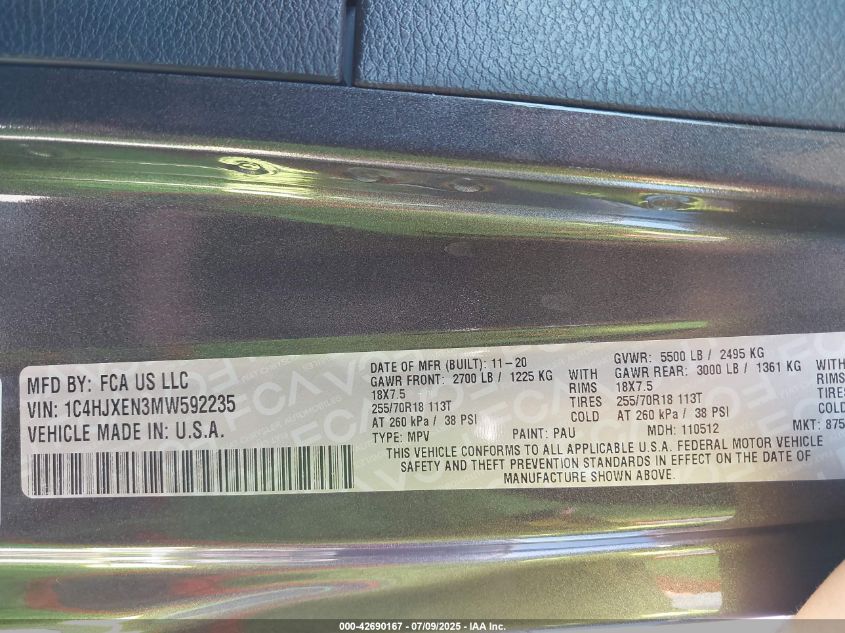 MFD BY: FCA US LLC
VIN: 1C4HJXEN3MW592235
VEHICLE MADE IN: U.S.A.
DATE OF MFR (BUILT): 11-20
GAWR FRONT: 2700 LB / 1225 KG WITH
18X7.5 RIMS
255/70R18 113T TIRES
AT 260 kPa / 38 PSI COLD
GVWR: 5500 LB / 2495 KG
GAWR REAR: 3000 LB / 1361 KG WITH
18X7.5 RIMS
255/70R18 113T TIRES
AT 260 kPa / 38 PSI COLD
TYPE: MPV PAINT: PAU MDH: 110512 MKT: 875
THIS VEHICLE CONFORMS TO ALL APPLICABLE U.S.A. FEDERAL MOTOR VEHICLE
SAFETY AND THEFT PREVENTION STANDARDS IN EFFECT ON THE DATE OF
MANUFACTURE SHOWN ABOVE.
000-42690167 - 07/09/2025 - IAA Inc.